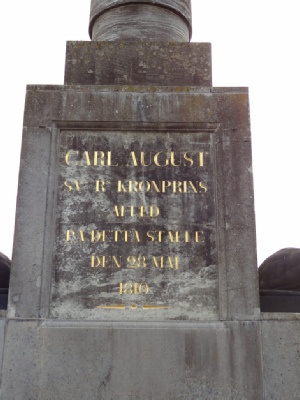 CARL AUGUST
SV. R. KRONPRINS
AFLED
PÅ DETTA STÄLLE
DEN 28 MAJ
1810.